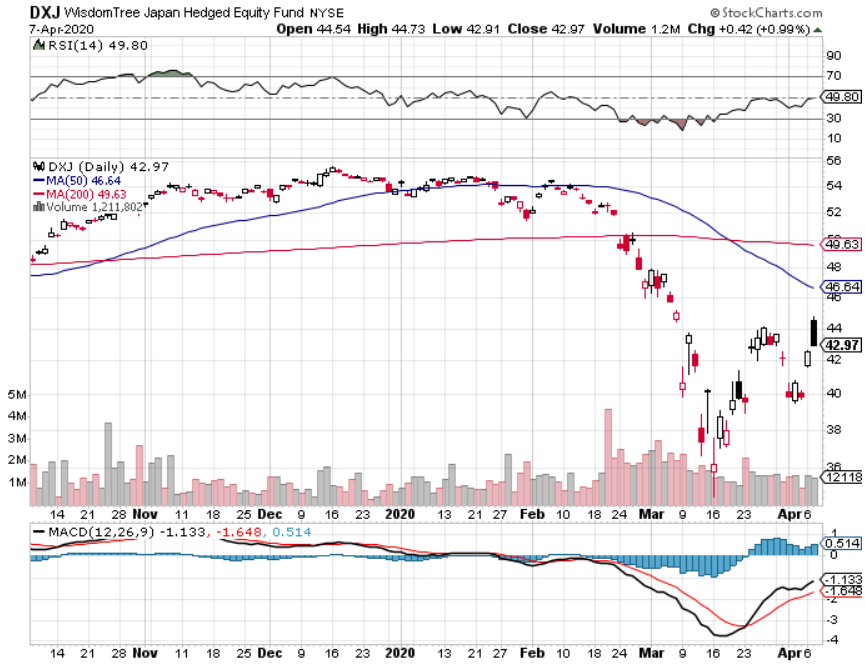 DXJ WisdomTree Japan Hedged Equity Fund NYSE © StockCharts.com
7-Apr-2020 Open 44.54 High 44.73 Low 42.91 Close 42.97 Volume 1.2M Chg +0.42 (+0.99%)
RSI(14) 49.80
90
70
49.80
30
10
DXJ (Daily) 42.97
MA(50) 46.64
MA(200) 49.63
Volume 1,211,802
56
54
52
50
49.63
48
46.64
46
44
42.97
42
40
38
36
5M
4M
3M
2M
1M
12118
14 21 28 Nov 11 18 25 Dec 9 16 23 2020 13 21 27 Feb 10 18 24 Mar 9 16 23 Apr 6
MACD(12,26,9) -1.133, -1.648, 0.514
1
0.514
0
-1.133
-1.648
-2
-3
-4
14 21 28 Nov 11 18 25 Dec 9 16 23 2020 13 21 27 Feb 10 18 24 Mar 9 16 23 Apr 6